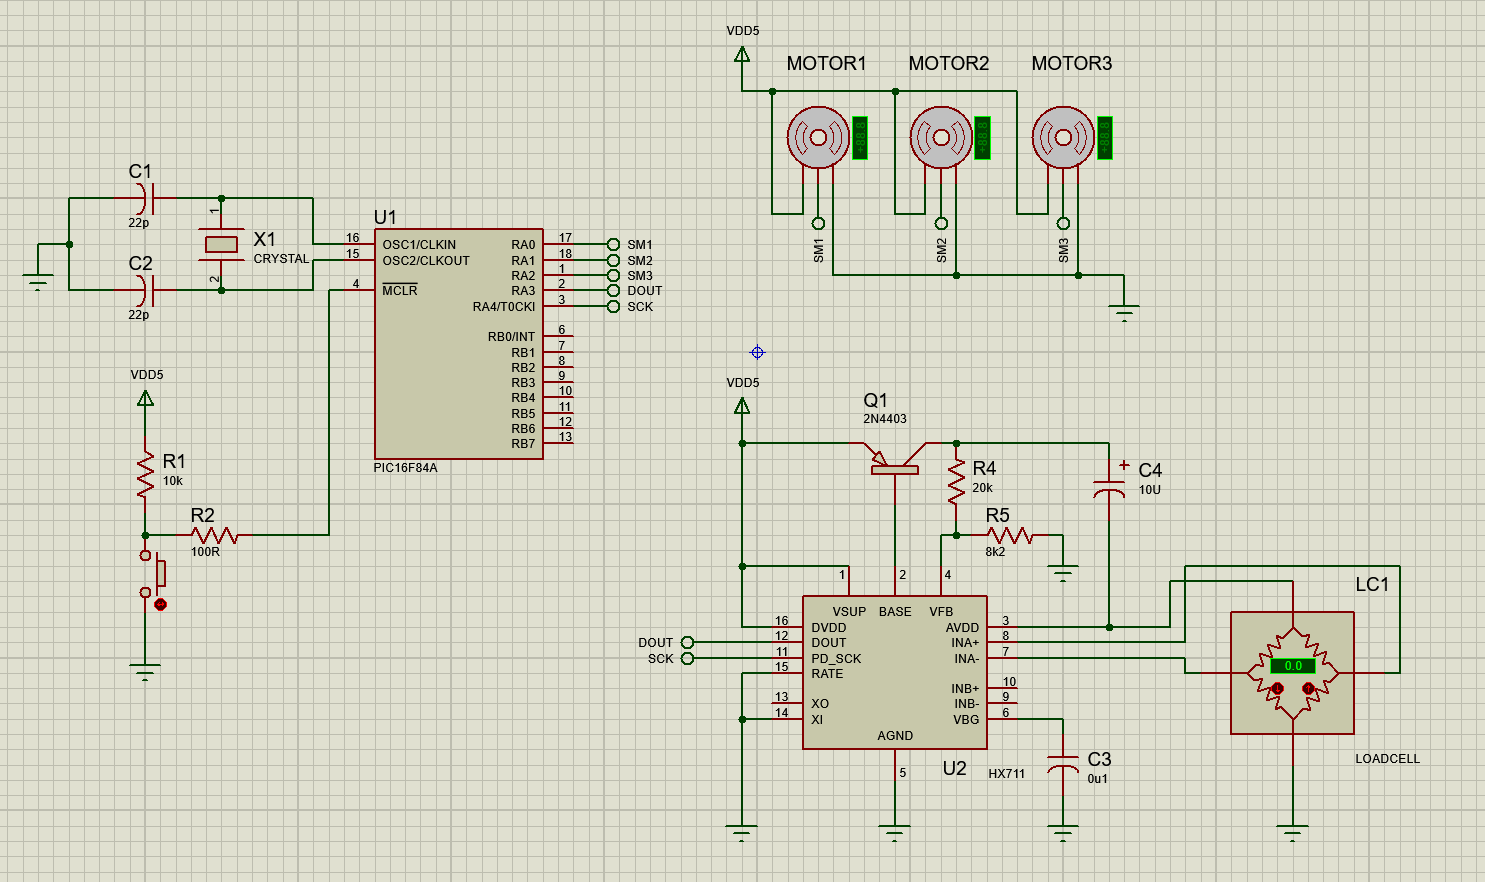 VDD5
MOTOR1 MOTOR2 MOTOR3
+88.8 +88.8 +88.8
SM1 SM2 SM3
C1
22p
1
X1
CRYSTAL
2
C2
22p
U1
16 OSC1/CLKIN RA0 17 SM1
15 OSC2/CLKOUT RA1 18 SM2
RA2 1 SM3
4 MCLR RA3 2 DOUT
RA4/T0CKI 3 SCK
RB0/INT 6
RB1 7
RB2 8
RB3 9
RB4 10
RB5 11
RB6 12
RB7 13
PIC16F84A
VDD5
R1
10k
R2
100R
VDD5
Q1
2N4403
R4
20k
C4
10U
+
R5
8k2
1 2 4
VSUP BASE VFB
16 DVDD AVDD 3
DOUT 12 DOUT INA+ 8
SCK 11 PD_SCK INA- 7
15 RATE
INB+ 10
13 XO INB- 9
14 XI VBG 6
AGND
5
U2
HX711
C3
0u1
LC1
0.0
LOADCELL